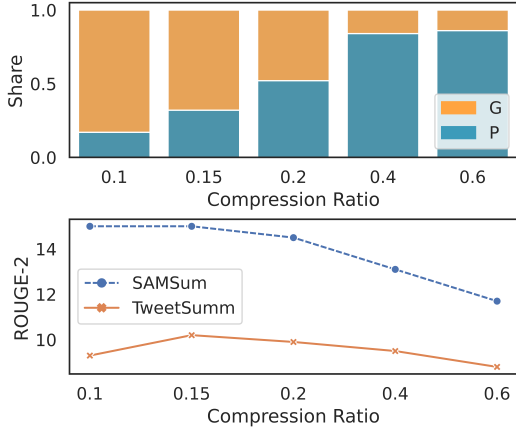 1.0
0.5
0.0
Share
G
P
0.1 0.15 0.2 0.4 0.6
Compression Ratio
14
12
10
ROUGE-2
SAMSum
TweetSumm
0.1 0.15 0.2 0.4 0.6
Compression Ratio